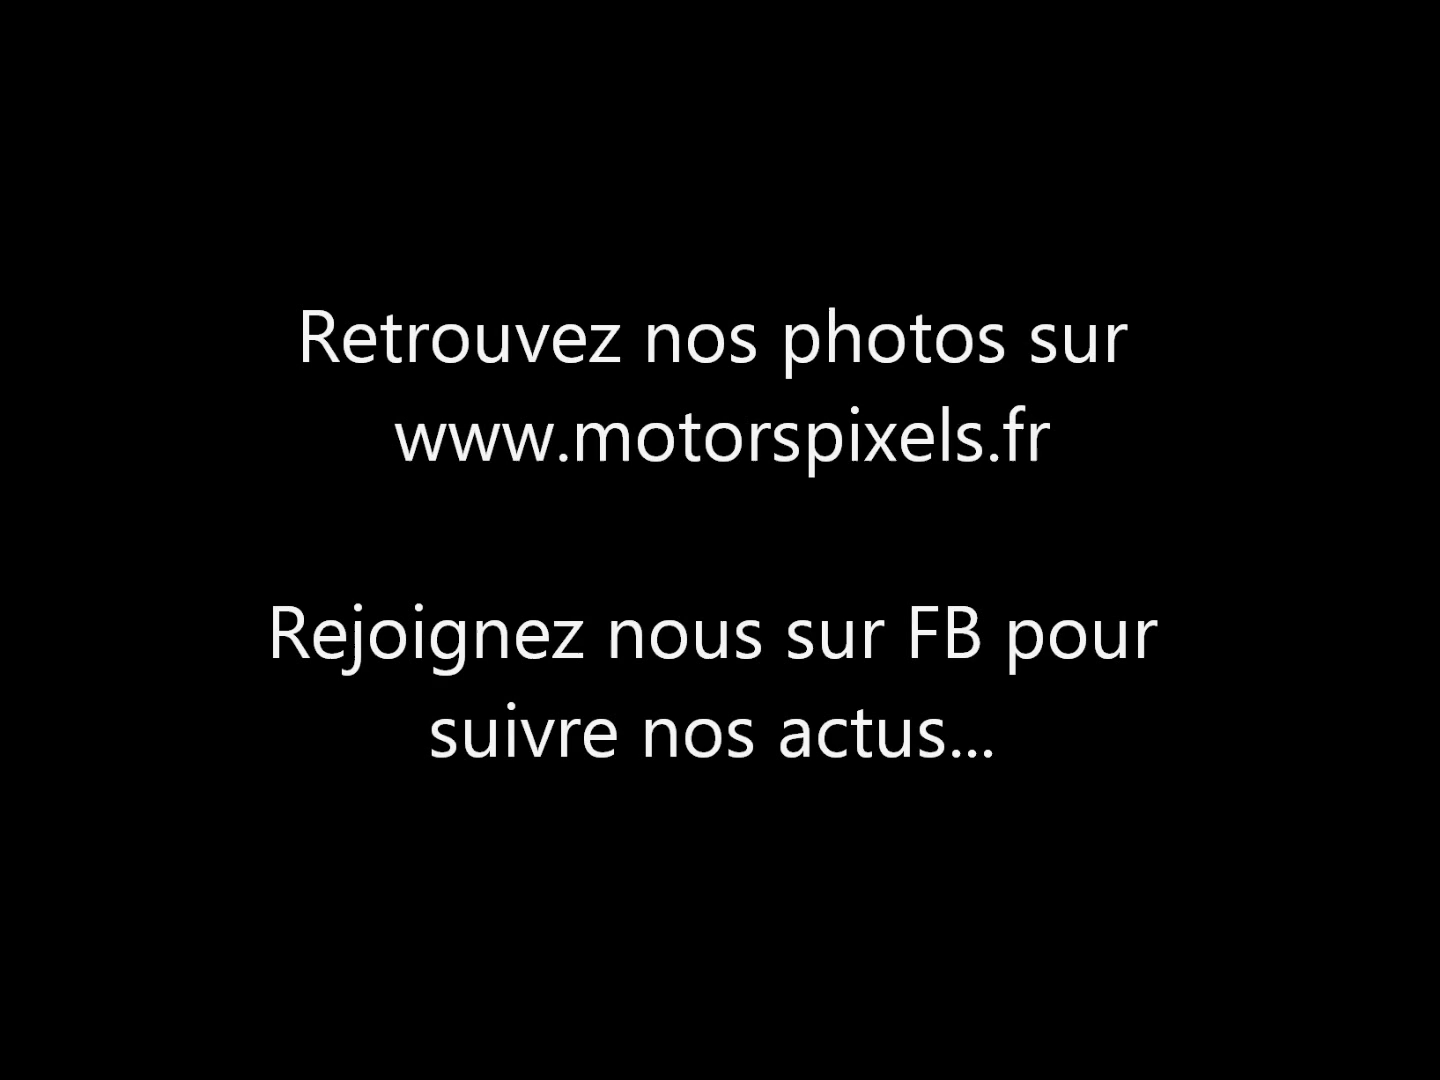 Retrouvez nos photos sur
www.motorspixels.fr
Rejoignez nous sur FB pour
suivre nos actus...